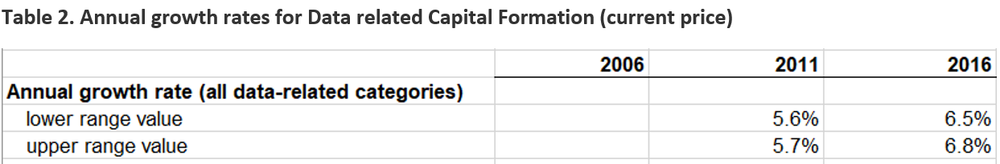 Table 2. Annual growth rates for Data related Capital Formation (current price)
2006 2011 2016
Annual growth rate (all data-related categories)
lower range value 5.6% 6.5%
upper range value 5.7% 6.8%